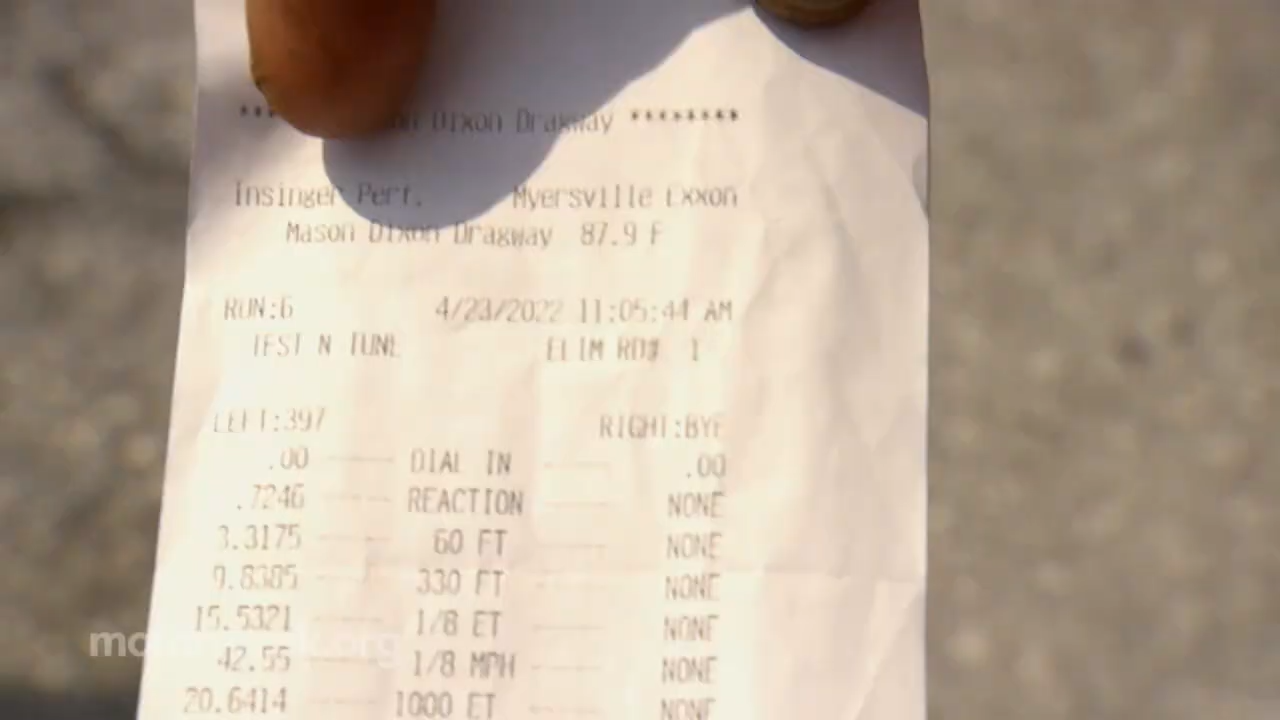 Dixon Dragway ********
Insinger Perf. Myersville Exxon
Mason Dixon Dragway 87.9 F
RUN:6 4/23/2022 11:05:44 AM
TEST N TUNE ELIM RD# 1
LEFT:397 RIGHT:BYE
.00 DIAL IN .00
.7246 REACTION NONE
3.3175 60 FT NONE
9.8385 330 FT NONE
15.5321 1/8 ET NONE
42.55 1/8 MPH NONE
20.6414 1000 ET NONE